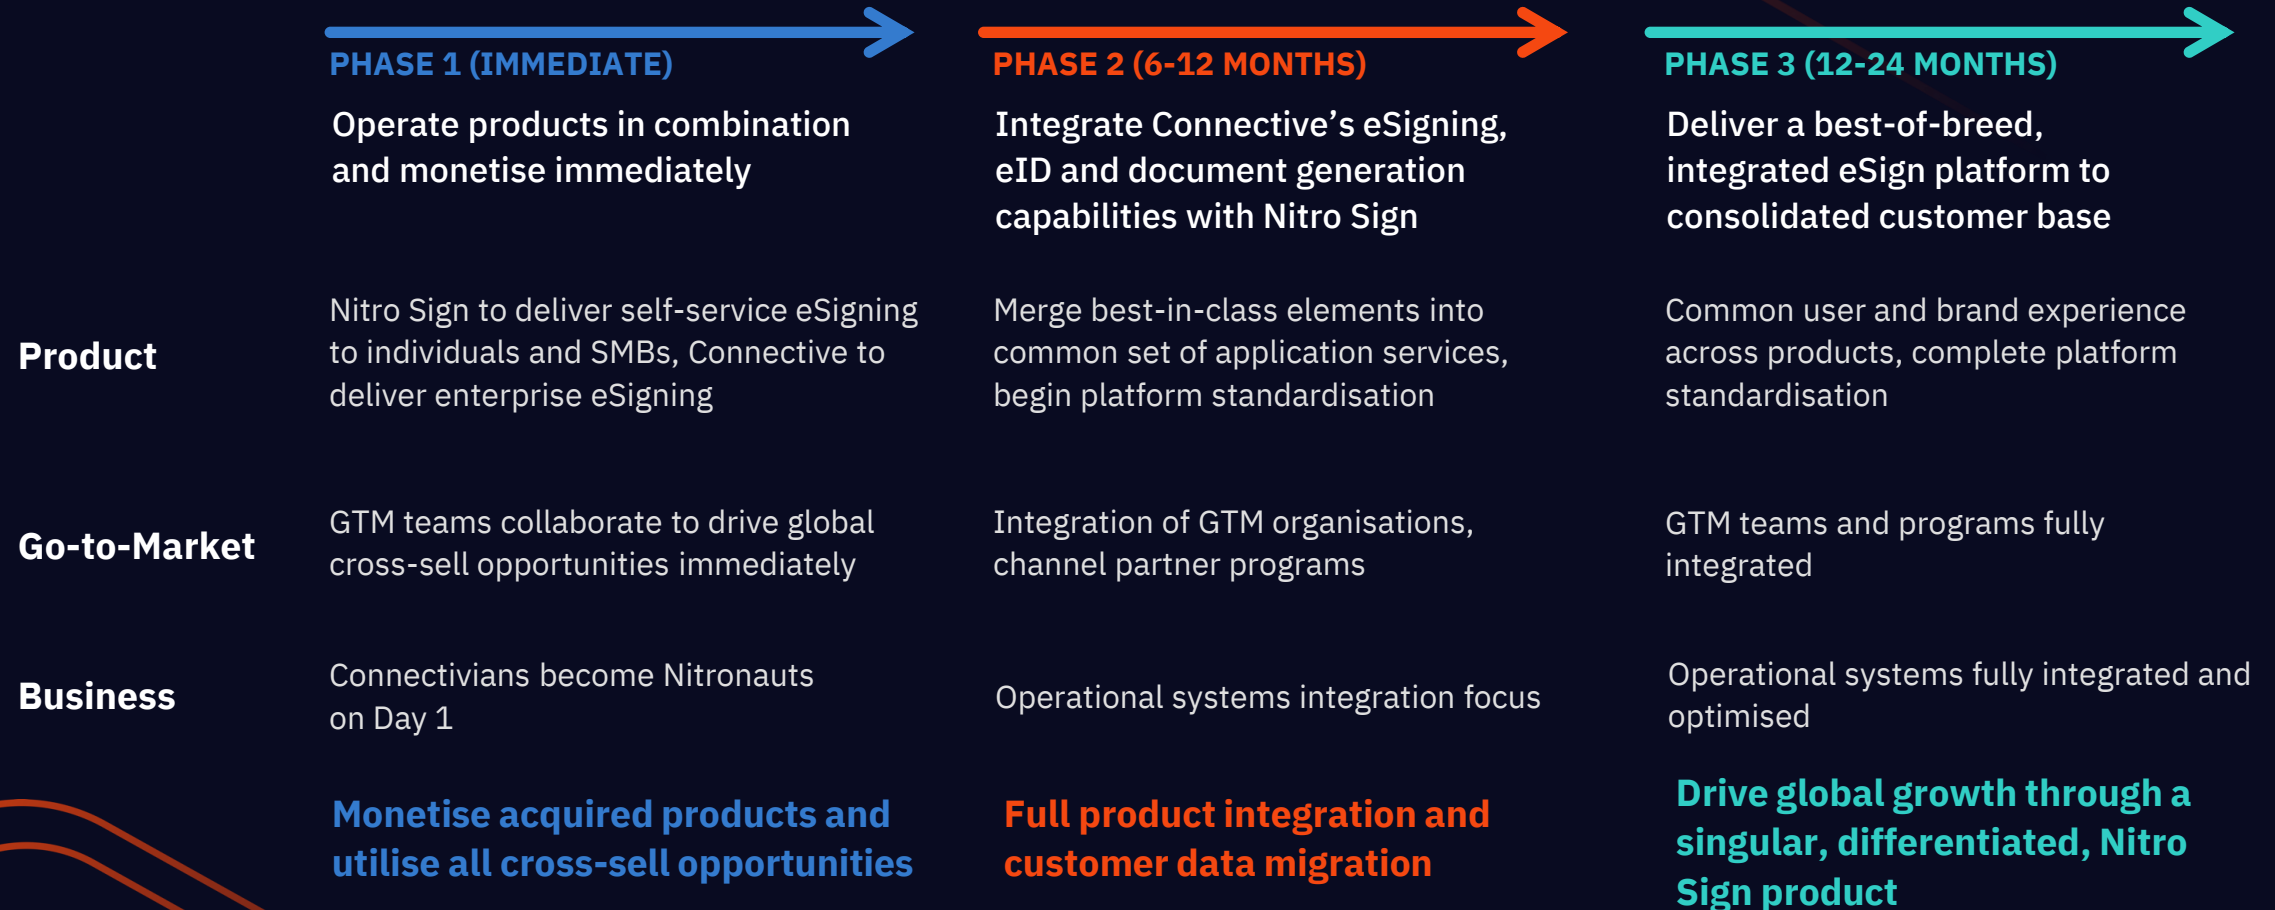 PHASE 1 (IMMEDIATE)
Operate products in combination
and monetise immediately
PHASE 2 (6-12 MONTHS)
Integrate Connective’s eSigning,
eID and document generation
capabilities with Nitro Sign
PHASE 3 (12-24 MONTHS)
Deliver a best-of-breed,
integrated eSign platform to
consolidated customer base
Product
Nitro Sign to deliver self-service eSigning
to individuals and SMBs, Connective to
deliver enterprise eSigning
Merge best-in-class elements into
common set of application services,
begin platform standardisation
Common user and brand experience
across products, complete platform
standardisation
Go-to-Market
GTM teams collaborate to drive global
cross-sell opportunities immediately
Integration of GTM organisations,
channel partner programs
GTM teams and programs fully
integrated
Business
Connectivians become Nitronauts
on Day 1
Operational systems integration focus
Operational systems fully integrated and
optimised
Monetise acquired products and
utilise all cross-sell opportunities
Full product integration and
customer data migration
Drive global growth through a
singular, differentiated, Nitro
Sign product